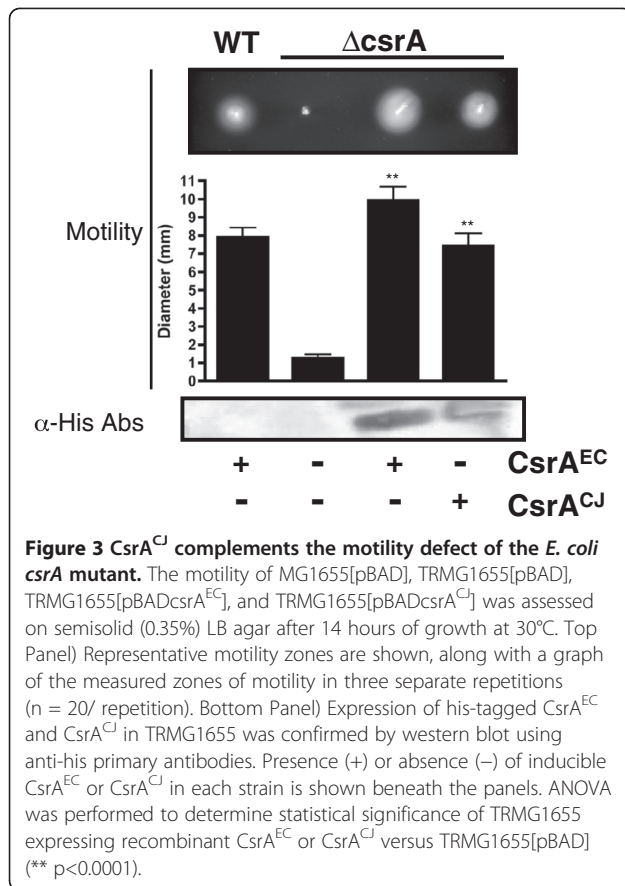 WT ΔcsrA
Motility
Diameter (mm)
11
10
9
8
7
6
5
4
3
2
1
0
**
**
α-His Abs
+ - + - CsrA^EC
- - - + CsrA^CJ
Figure 3 CsrA^CJ complements the motility defect of the E. coli
csrA mutant. The motility of MG1655[pBAD], TRMG1655[pBAD],
TRMG1655[pBADcsrA^EC], and TRMG1655[pBADcsrA^CJ] was assessed
on semisolid (0.35%) LB agar after 14 hours of growth at 30°C. Top
Panel) Representative motility zones are shown, along with a graph
of the measured zones of motility in three separate repetitions
(n = 20/ repetition). Bottom Panel) Expression of his-tagged CsrA^EC
and CsrA^CJ in TRMG1655 was confirmed by western blot using
anti-his primary antibodies. Presence (+) or absence (−) of inducible
CsrA^EC or CsrA^CJ in each strain is shown beneath the panels. ANOVA
was performed to determine statistical significance of TRMG1655
expressing recombinant CsrA^EC or CsrA^CJ versus TRMG1655[pBAD]
(** p<0.0001).